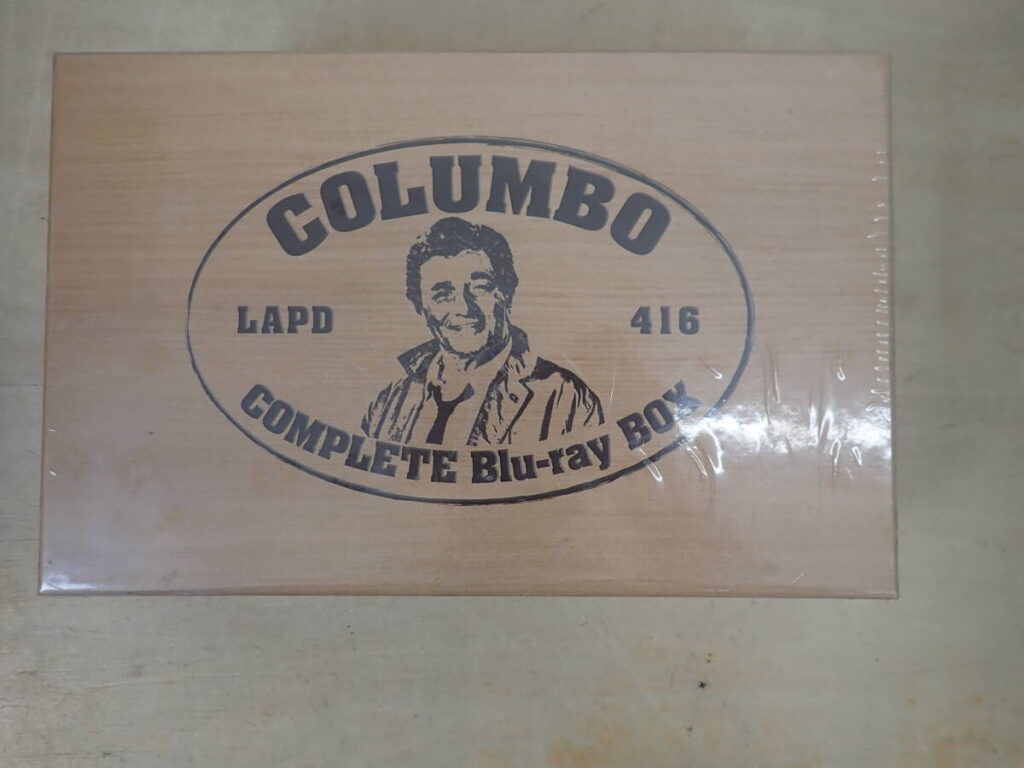 COLUMBO
LAPD
416
COMPLETE Blu-ray BOX